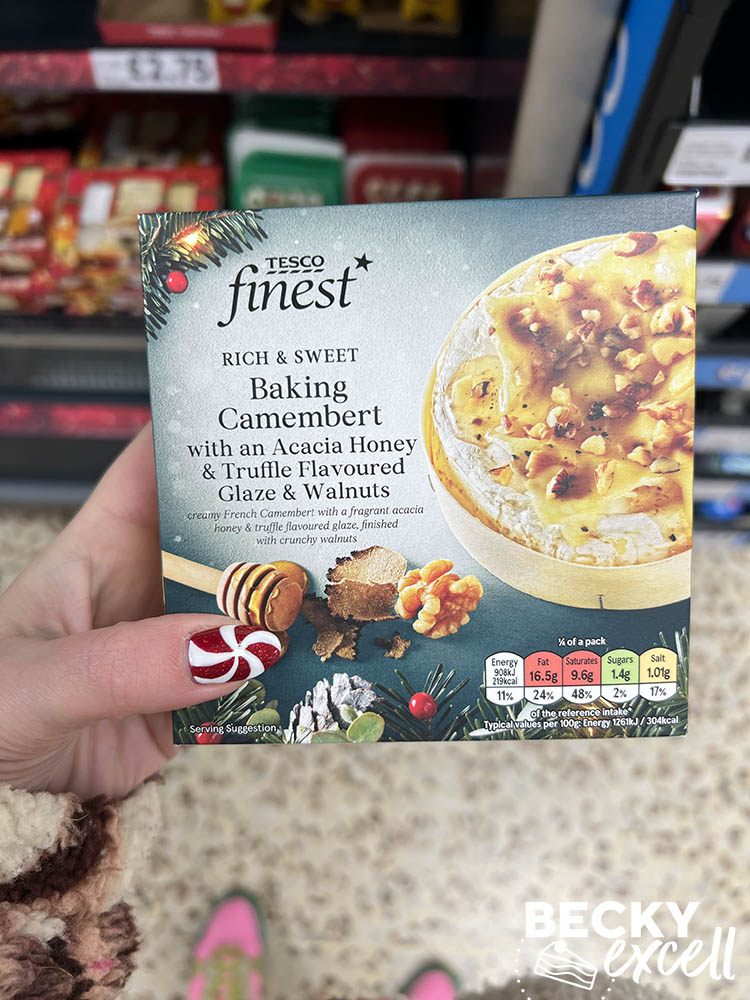 £2.75
TESCO
finest*
RICH & SWEET
Baking
Camembert
with an Acacia Honey
& Truffle Flavoured
Glaze & Walnuts
creamy French Camembert with a fragrant acacia
honey & truffle flavoured glaze, finished
with crunchy walnuts
¼ of a pack
Energy Fat Saturates Sugars Salt
908kJ
219kcal 16.5g 9.6g 1.4g 1.01g
11% 24% 48% 2% 17%
of the reference intake*
Typical values per 100g: Energy 1261kJ / 304kcal
Serving Suggestion
BECKY
excell